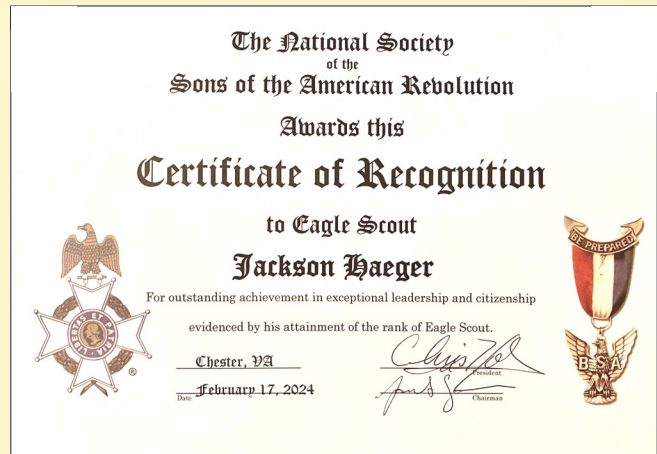 The National Society
of the
Sons of the American Revolution
Awards this
Certificate of Recognition
to Eagle Scout
Jackson Haeger
For outstanding achievement in exceptional leadership and citizenship
evidenced by his attainment of the rank of Eagle Scout.
Chester, VA
President
Date February 17, 2024
Chairman
LIBERTAS ET PATRIA
®
BE PREPARED
BSA